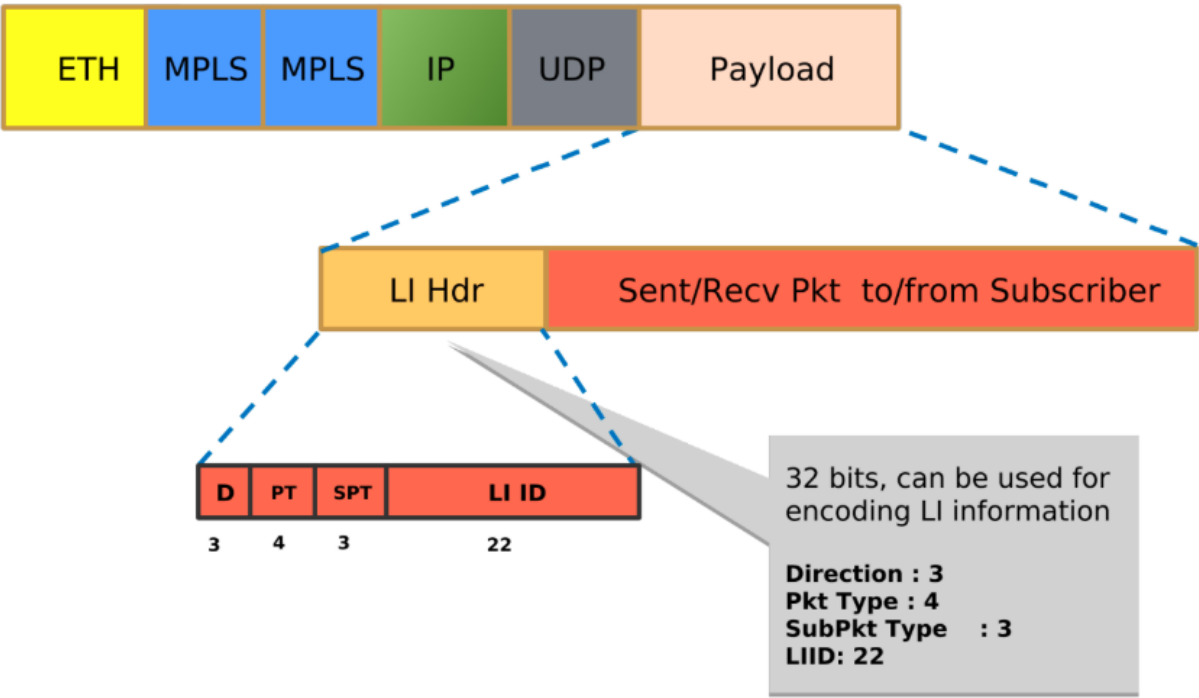 ETH MPLS MPLS IP UDP Payload
LI Hdr Sent/Recv Pkt to/from Subscriber
D PT SPT LI ID
3 4 3 22
32 bits, can be used for
encoding LI information
Direction : 3
Pkt Type : 4
SubPkt Type : 3
LIID: 22